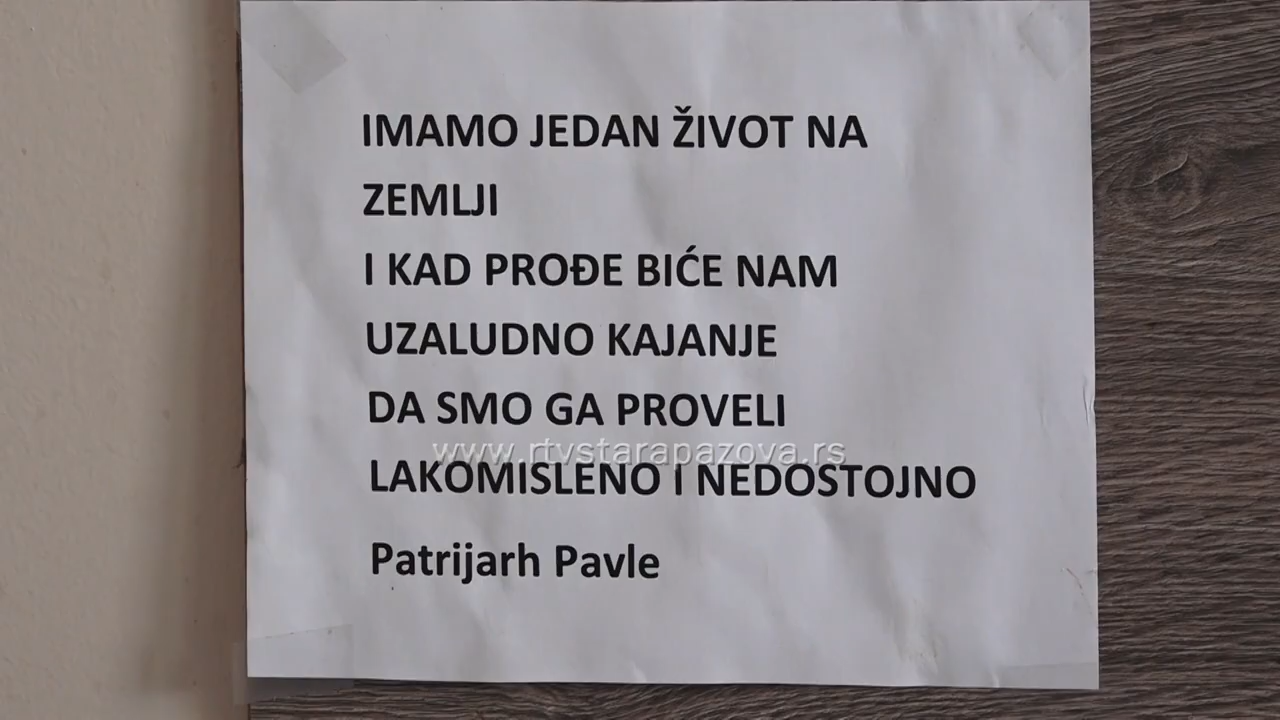 IMAMO JEDAN ŽIVOT NA
ZEMLJI
I KAD PROĐE BIĆE NAM
UZALUDNO KAJANJE
DA SMO GA PROVELI
www.rtvstarapazova.rs
LAKOMISLENO I NEDOSTOJNO
Patrijarh Pavle